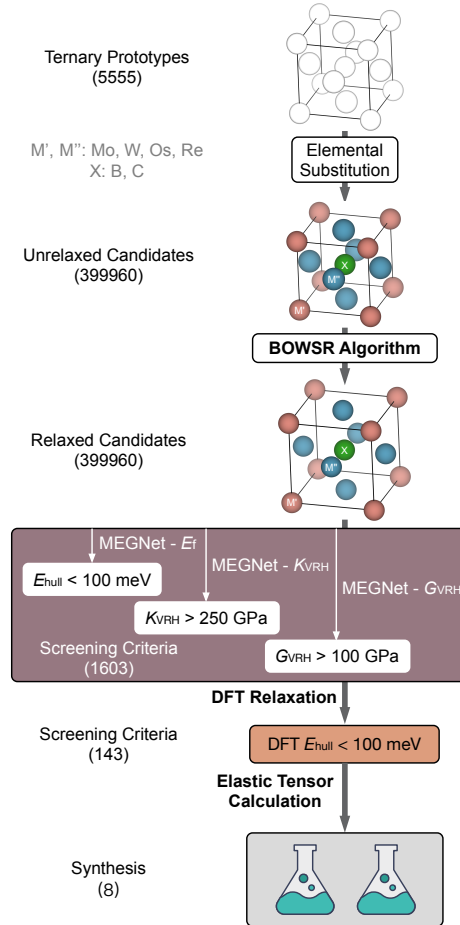 Ternary Prototypes
(5555)
M', M'': Mo, W, Os, Re
X: B, C
Elemental
Substitution
Unrelaxed Candidates
(399960)
X
M''
M'
BOWSR Algorithm
Relaxed Candidates
(399960)
X
M''
M'
MEGNet - Ef
MEGNet - KVRH
MEGNet - GVRH
Ehull < 100 meV
KVRH > 250 GPa
GVRH > 100 GPa
Screening Criteria
(1603)
DFT Relaxation
Screening Criteria
(143)
DFT Ehull < 100 meV
Elastic Tensor
Calculation
Synthesis
(8)